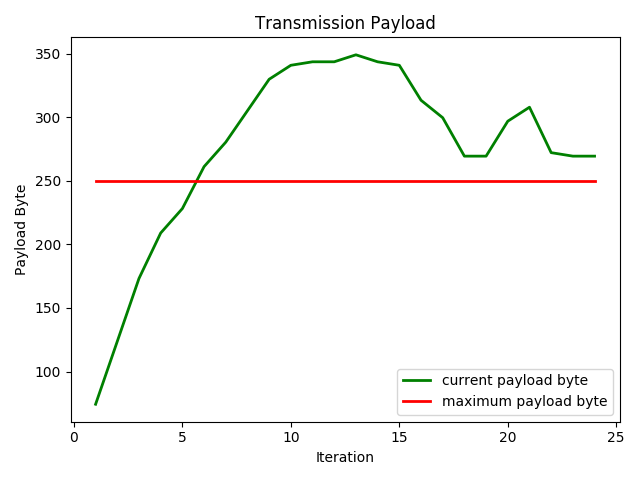 Transmission Payload
350
300
250
200
150
100
Payload Byte
0
5
10
15
20
25
Iteration
current payload byte
maximum payload byte